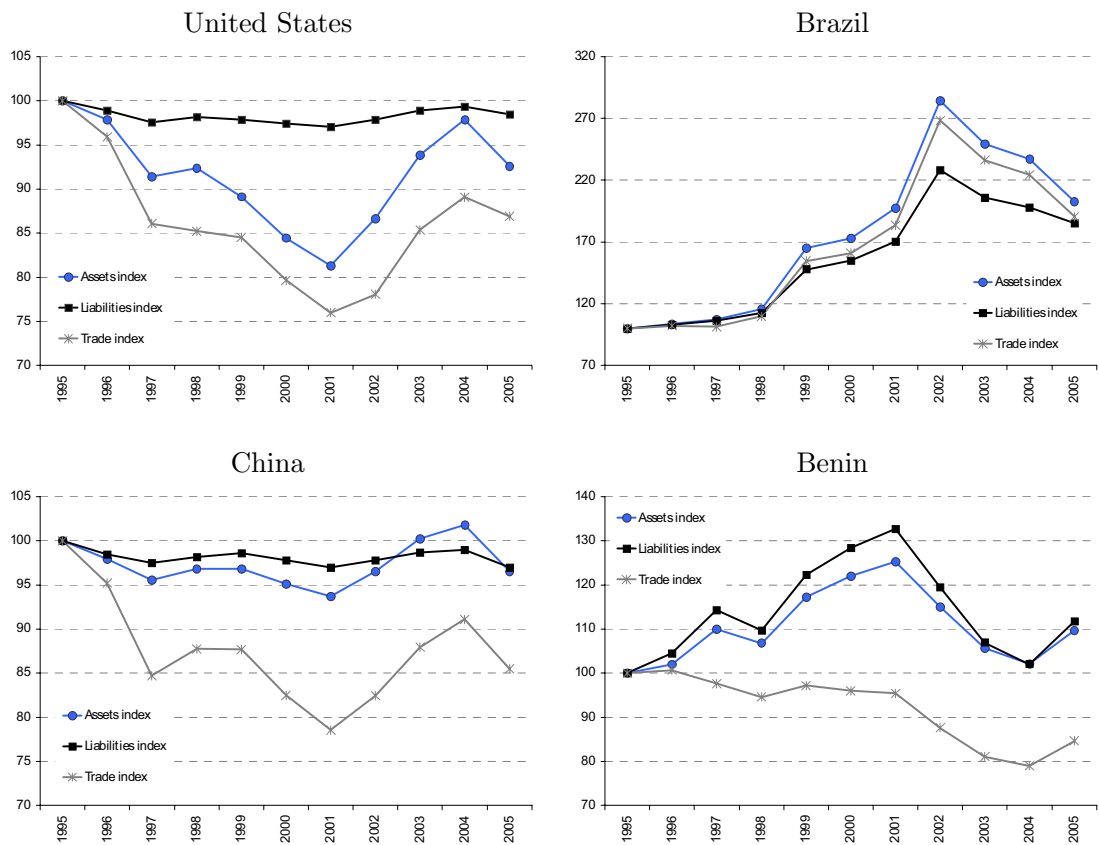 United States
105
100
95
90
85
80
75
70
Assets index
Liabilities index
Trade index
1995 1996 1997 1998 1999 2000 2001 2002 2003 2004 2005
Brazil
320
270
220
170
120
70
Assets index
Liabilities index
Trade index
1995 1996 1997 1998 1999 2000 2001 2002 2003 2004 2005
China
105
100
95
90
85
80
75
70
Assets index
Liabilities index
Trade index
1995 1996 1997 1998 1999 2000 2001 2002 2003 2004 2005
Benin
140
130
120
110
100
90
80
70
Assets index
Liabilities index
Trade index
1995 1996 1997 1998 1999 2000 2001 2002 2003 2004 2005